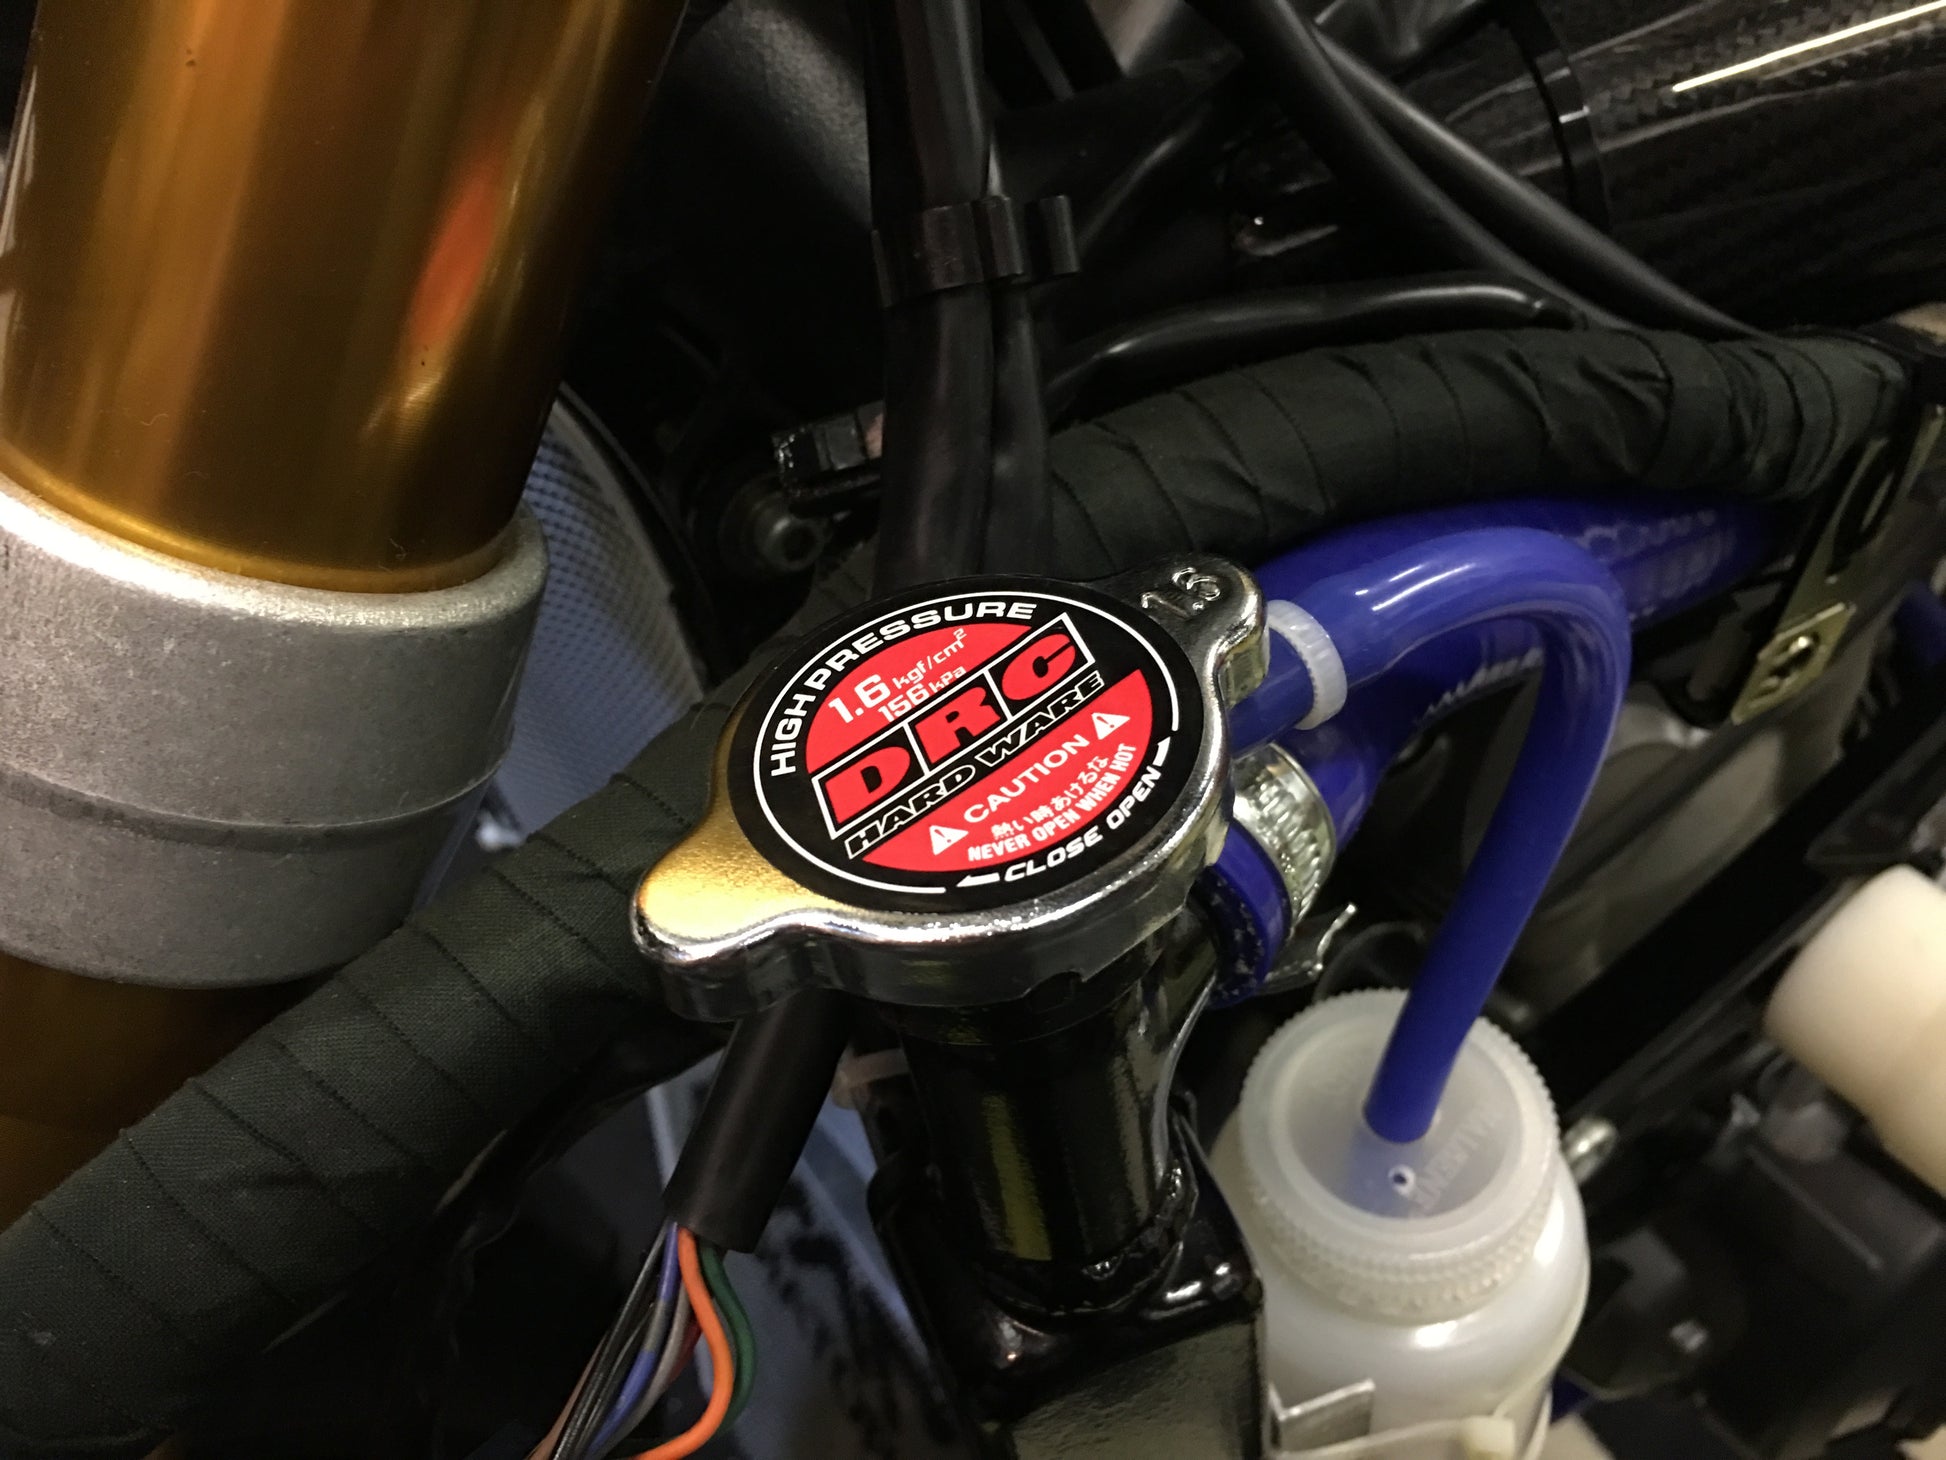 HIGH PRESSURE
1.6 kgf/cm²
156 kPa
DRC
HARD WARE
CAUTION
熱い時あけるな
NEVER OPEN WHEN HOT
CLOSE OPEN
1.6